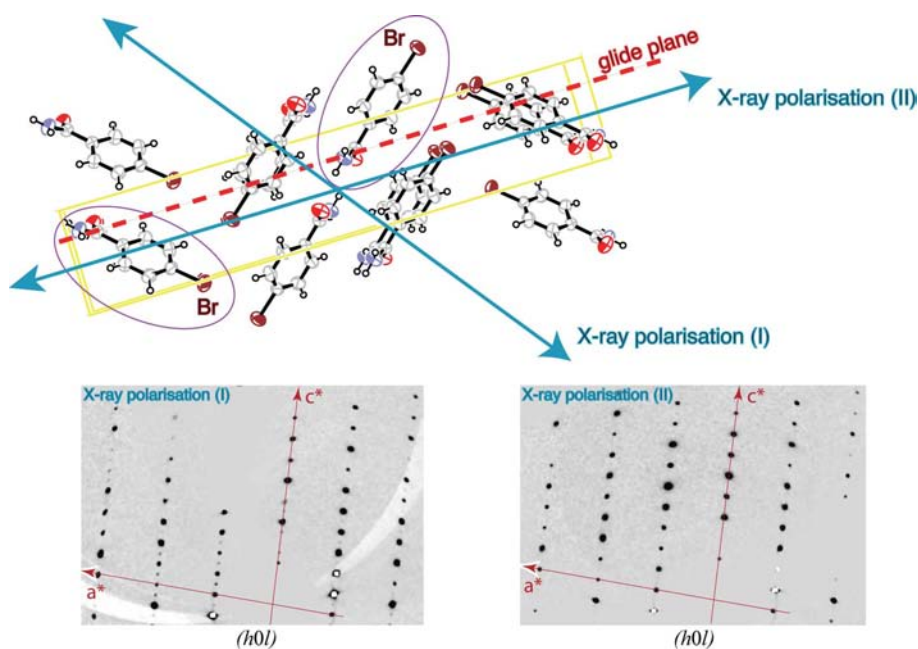 Br
glide plane
X-ray polarisation (II)
Br
X-ray polarisation (I)
X-ray polarisation (I)
c*
a*
(h0l)
X-ray polarisation (II)
c*
a*
(h0l)